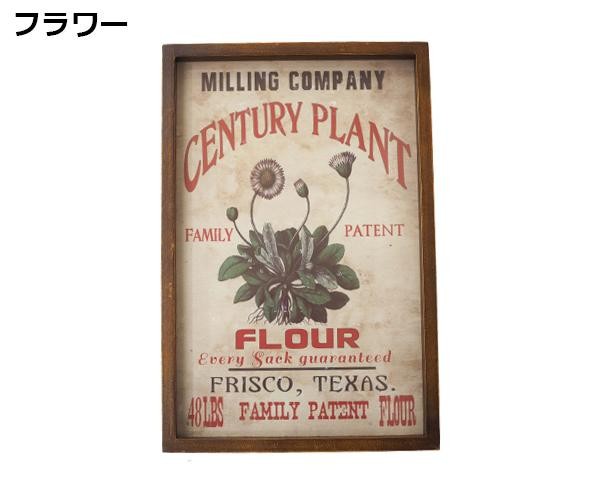 フラワー
MILLING COMPANY
CENTURY PLANT
FAMILY PATENT
FLOUR
Every Sack guaranteed
FRISCO, TEXAS.
48LBS FAMILY PATENT FLOUR